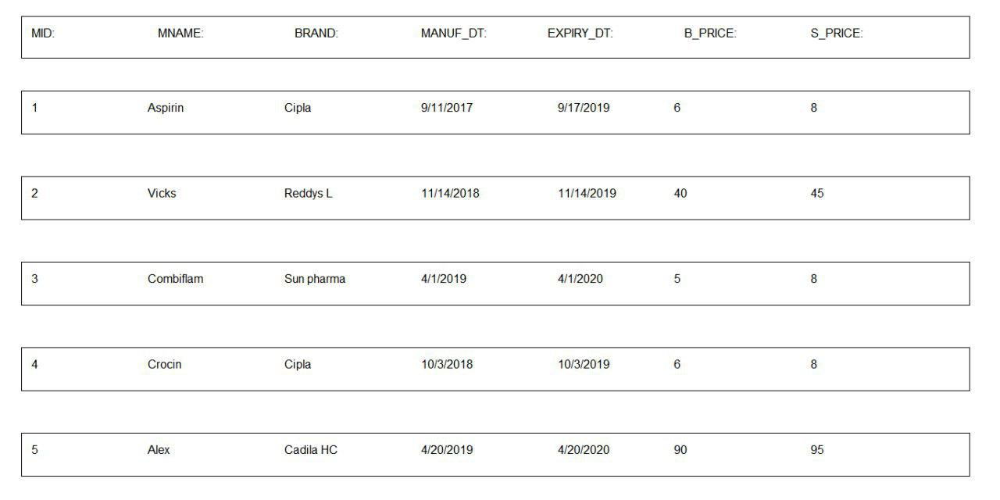 MID: MNAME: BRAND: MANUF_DT: EXPIRY_DT: B_PRICE: S_PRICE:
1 Aspirin Cipla 9/11/2017 9/17/2019 6 8
2 Vicks Reddys L 11/14/2018 11/14/2019 40 45
3 Combiflam Sun pharma 4/1/2019 4/1/2020 5 8
4 Crocin Cipla 10/3/2018 10/3/2019 6 8
5 Alex Cadila HC 4/20/2019 4/20/2020 90 95